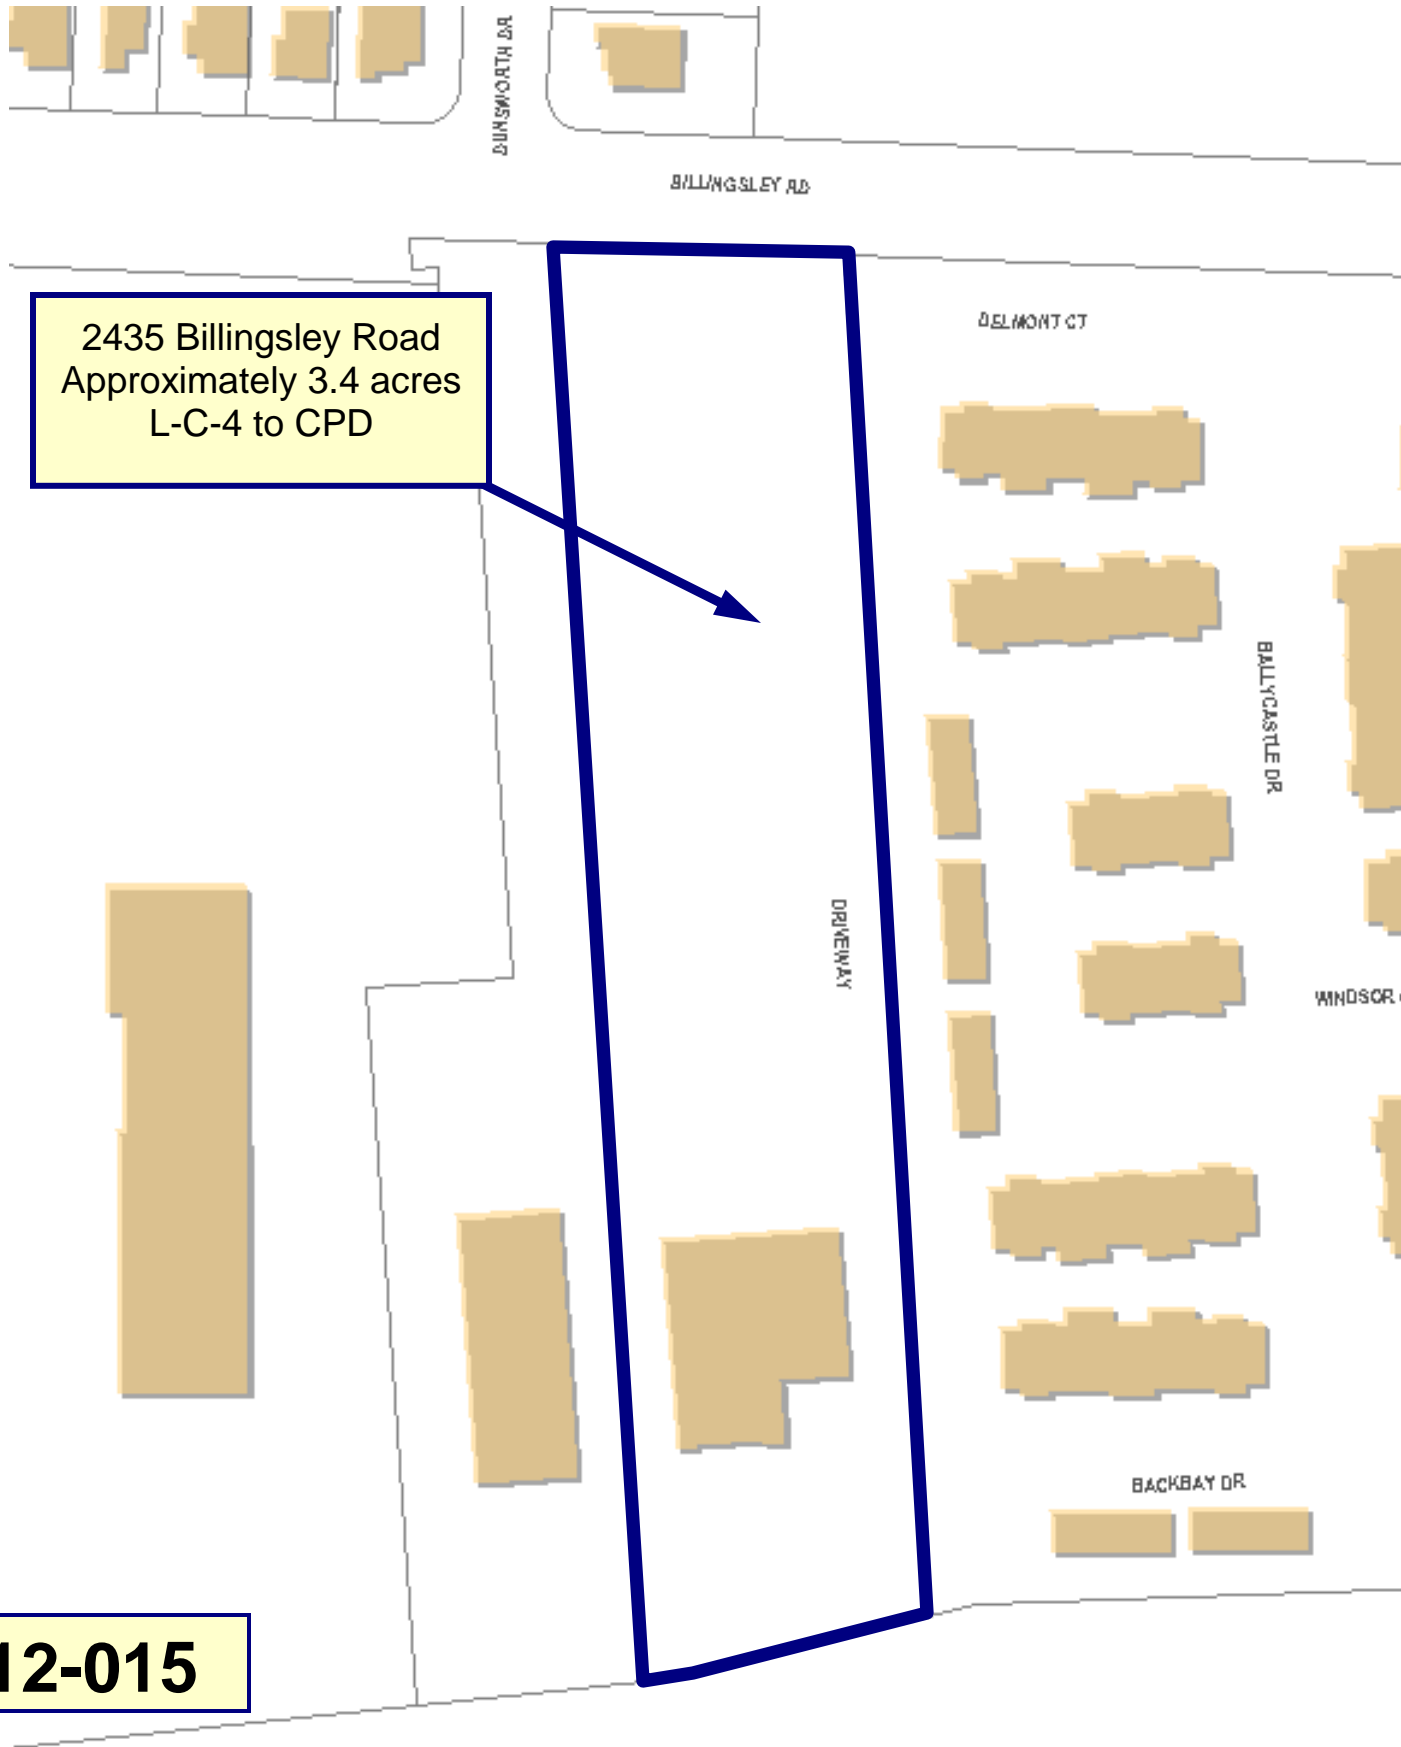 DUNSWORTH DR
BILLINGSLEY RD
2435 Billingsley Road
Approximately 3.4 acres
L-C-4 to CPD
DELMONT CT
BALLYCASTLE DR
DRIVEWAY
WINDSOR
BACKBAY DR
12-015